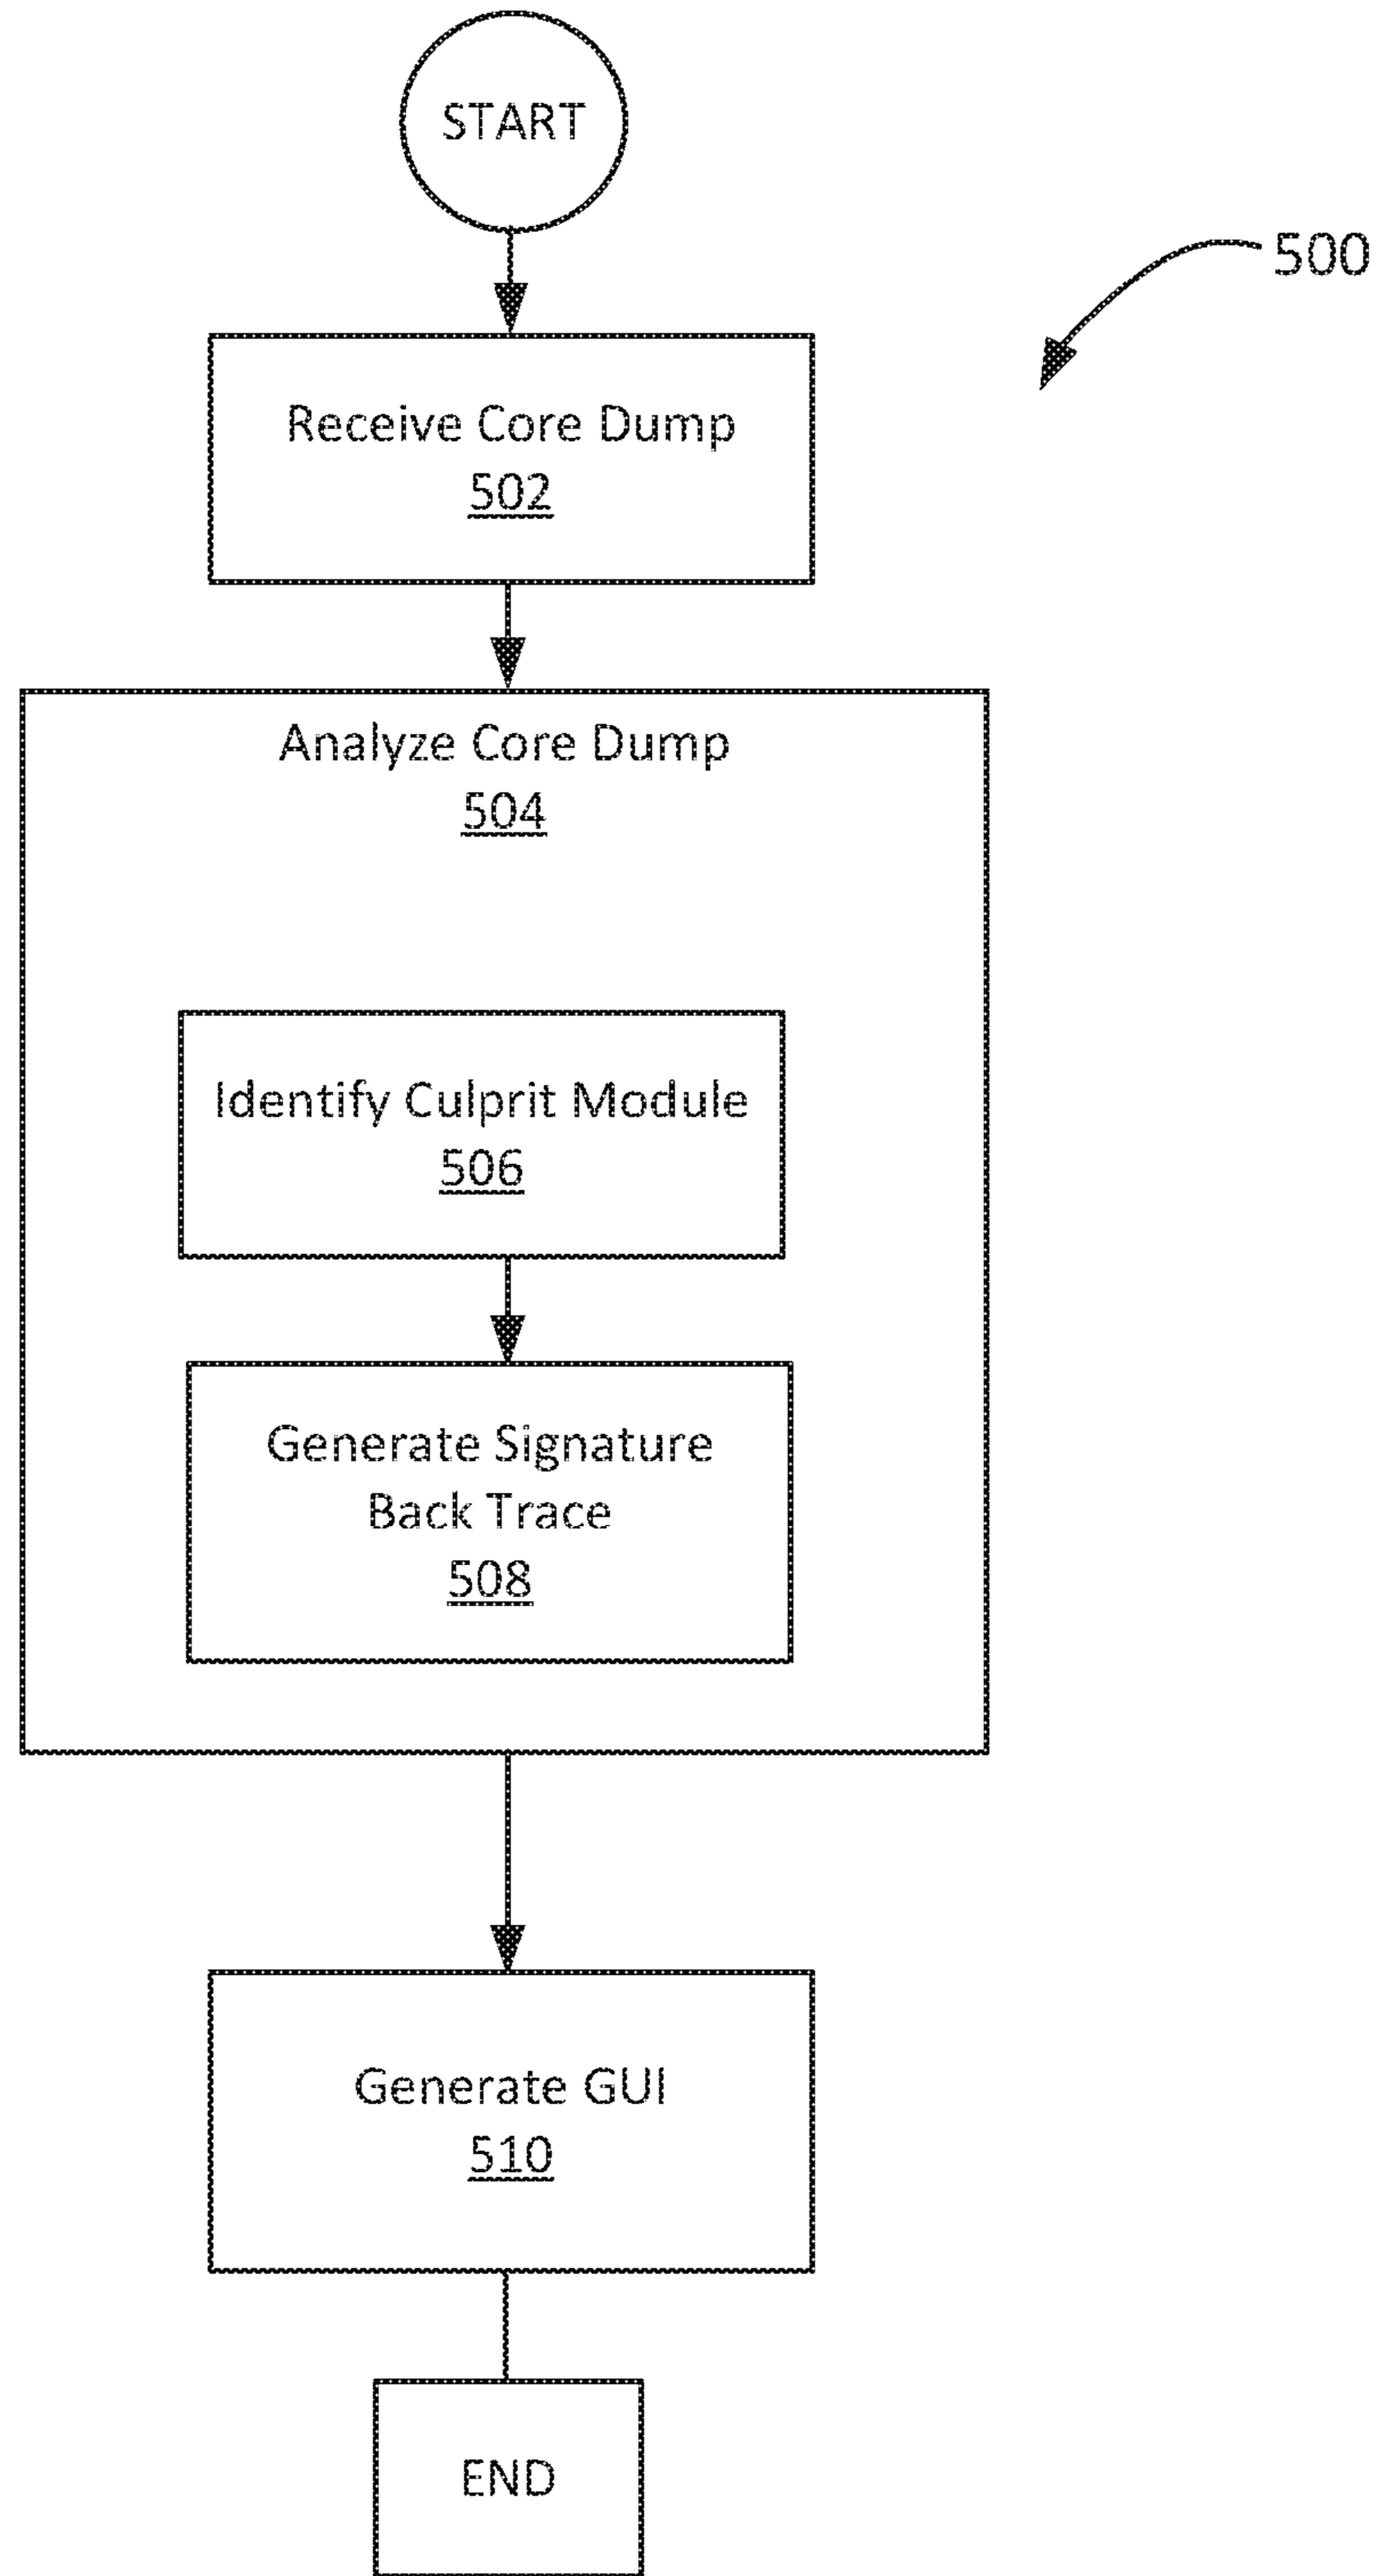 START
500
Receive Core Dump
502
Analyze Core Dump
504
Identify Culprit Module
506
Generate Signature
Back Trace
508
Generate GUI
510
END